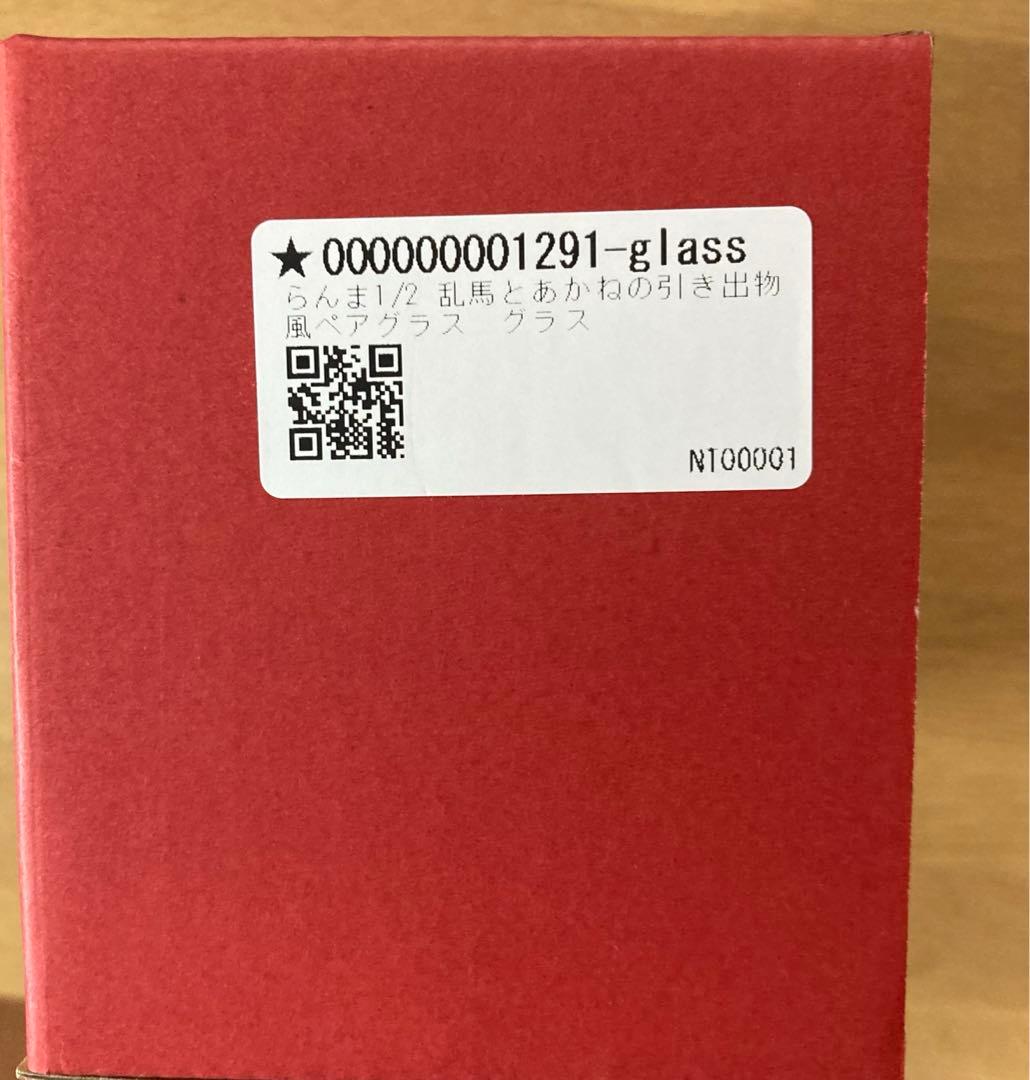 ★000000001291-glass
らんま1/2 乱馬とあかねの引き出物
風ペアグラス　グラス
NT00001